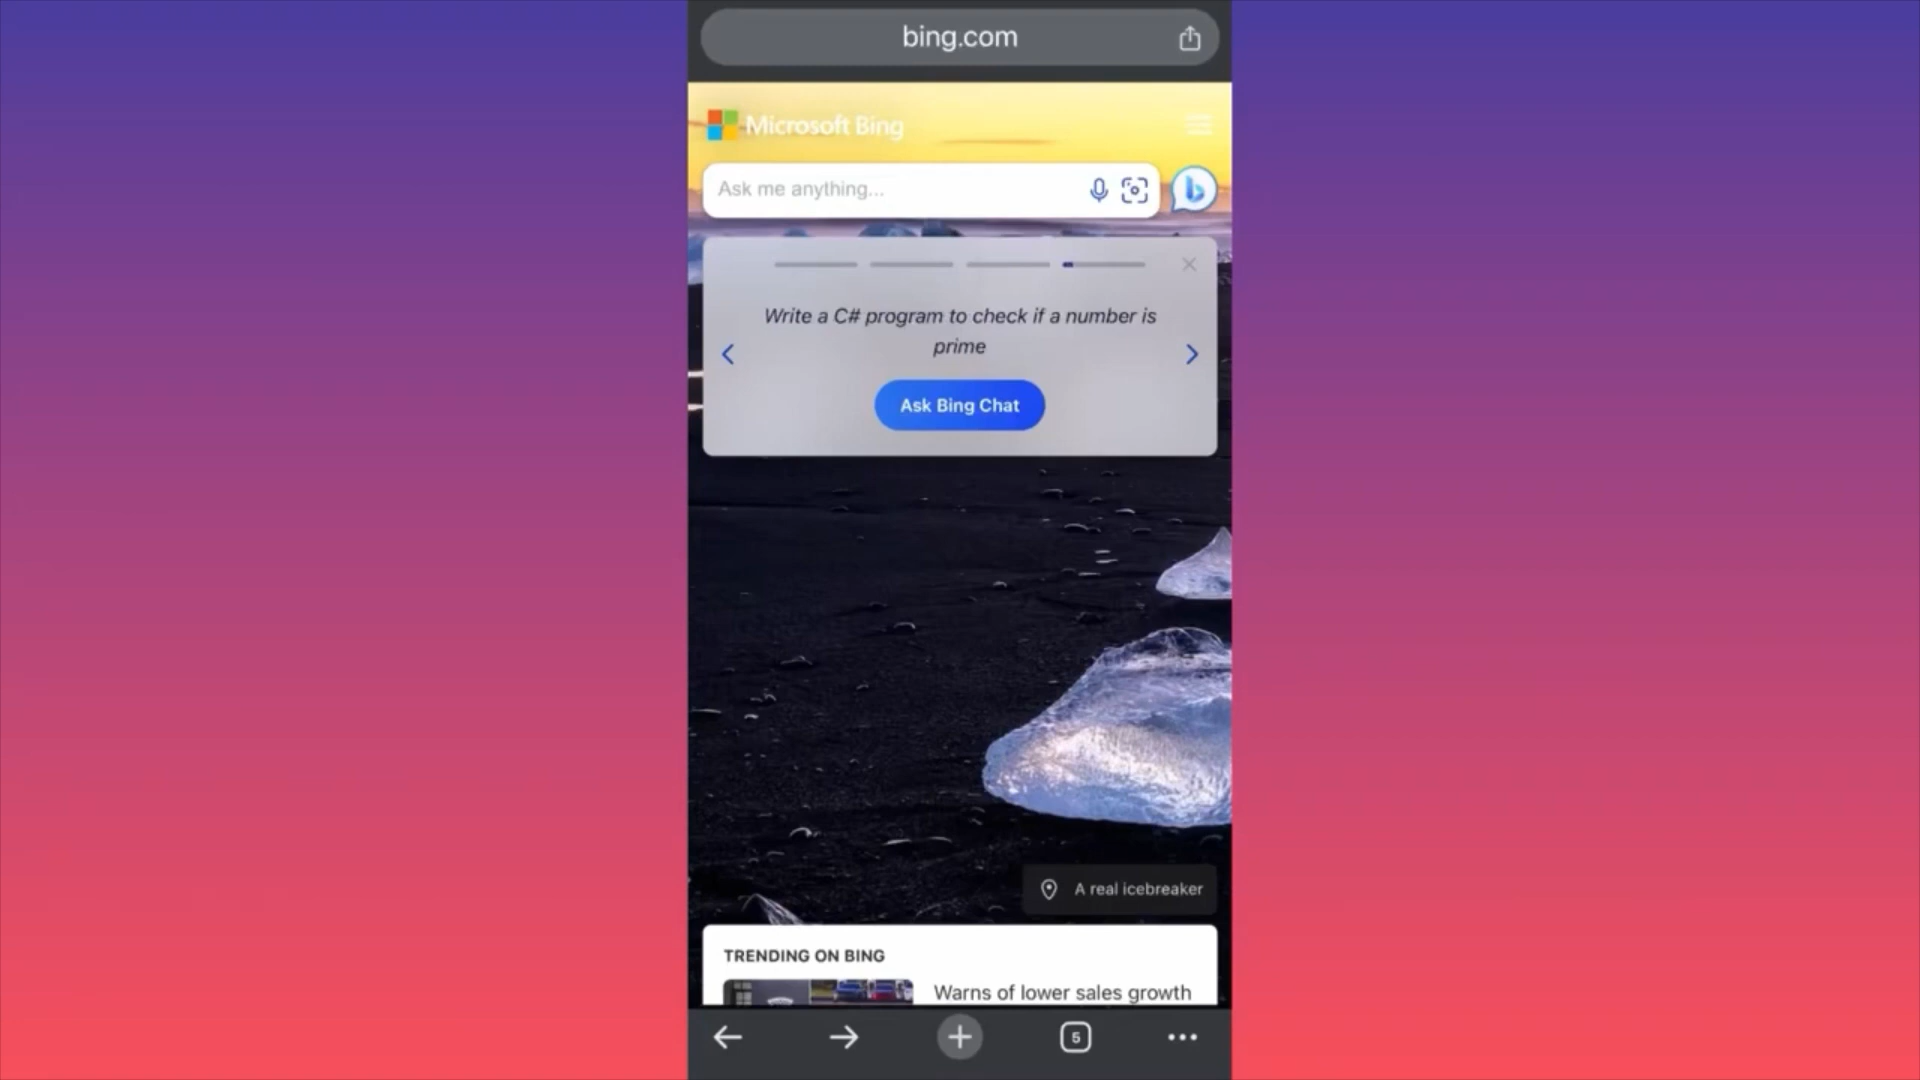 bing.com
Microsoft Bing
Ask me anything...
Write a C# program to check if a number is
prime
Ask Bing Chat
A real icebreaker
TRENDING ON BING
Warns of lower sales growth
5